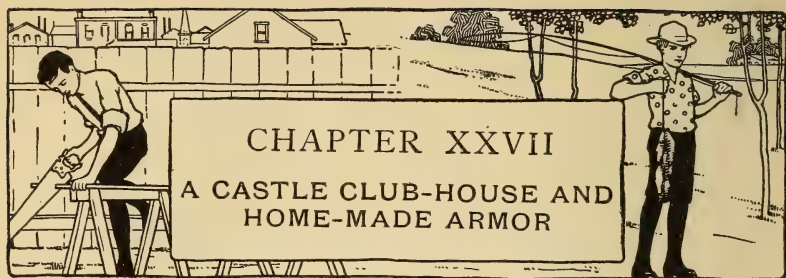 CHAPTER XXVII
A CASTLE CLUB-HOUSE AND
HOME-MADE ARMOR